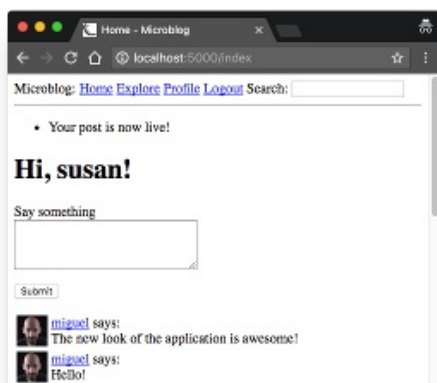 Home - Microblog
localhost:5000/index
Microblog: Home Explore Profile Logout Search:
Your post is now live!
Hi, susan!
Say something
Submit
miguel says:
The new look of the application is awesome!
miguel says:
Hello!